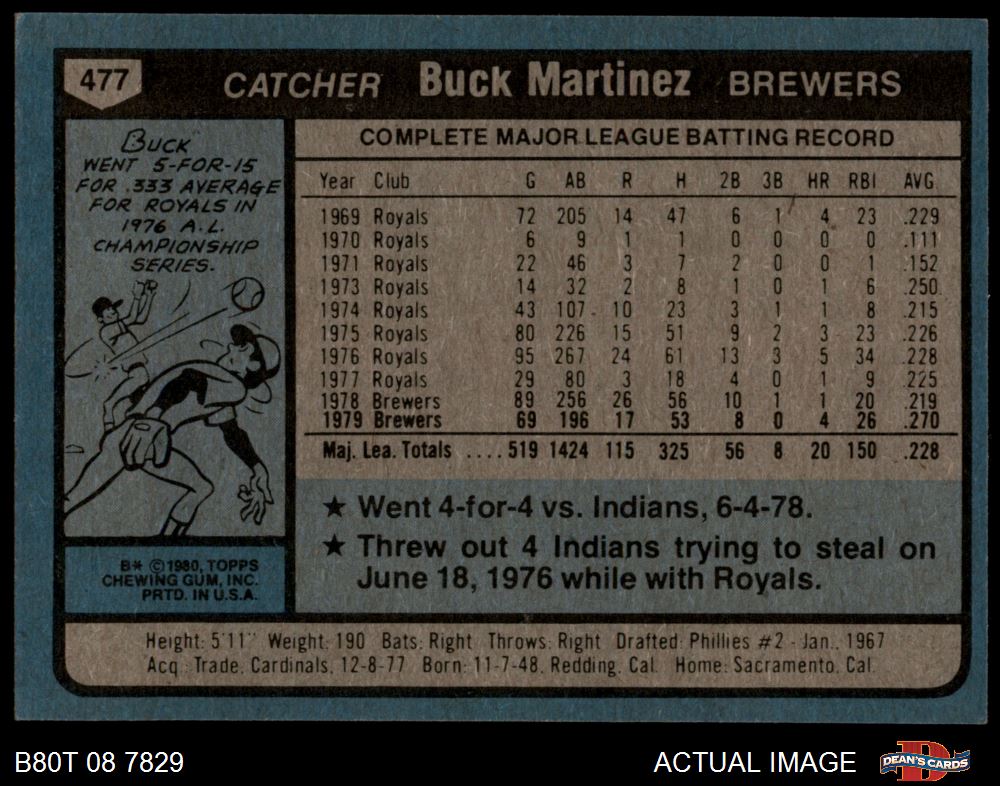 477 CATCHER Buck Martinez BREWERS
BUCK
WENT 5-FOR-15
FOR .333 AVERAGE
FOR ROYALS IN
1976 A.L.
CHAMPIONSHIP
SERIES.
COMPLETE MAJOR LEAGUE BATTING RECORD
Year Club G AB R H 2B 3B HR RBI AVG.
1969 Royals 72 205 14 47 6 1 4 23 .229
1970 Royals 6 9 1 1 0 0 0 0 .111
1971 Royals 22 46 3 7 2 0 0 1 .152
1973 Royals 14 32 2 8 1 0 1 6 .250
1974 Royals 43 107 10 23 3 1 1 8 .215
1975 Royals 80 226 15 51 9 2 3 23 .226
1976 Royals 95 267 24 61 13 3 5 34 .228
1977 Royals 29 80 3 18 4 0 1 9 .225
1978 Brewers 89 256 26 56 10 1 1 20 .219
1979 Brewers 69 196 17 53 8 0 4 26 .270
Maj. Lea. Totals .... 519 1424 115 325 56 8 20 150 .228
★ Went 4-for-4 vs. Indians, 6-4-78.
★ Threw out 4 Indians trying to steal on
June 18, 1976 while with Royals.
B* ©1980, TOPPS
CHEWING GUM, INC.
PRTD. IN U.S.A.
Height: 5'11" Weight: 190 Bats: Right Throws: Right Drafted: Phillies #2 - Jan., 1967
Acq.: Trade, Cardinals, 12-8-77 Born: 11-7-48, Redding, Cal. Home: Sacramento, Cal.
B80T 08 7829
ACTUAL IMAGE
D
DEAN'S CARDS